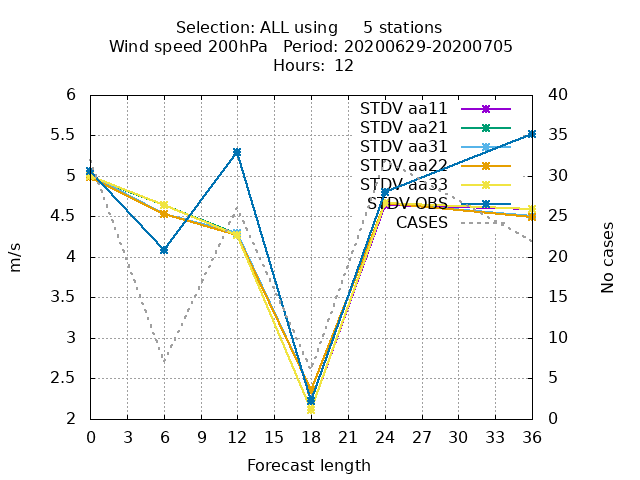 Selection: ALL using     5 stations
Wind speed 200hPa   Period: 20200629-20200705
Hours: 12
6
5.5
5
4.5
4
3.5
3
2.5
2
40
35
30
25
20
15
10
5
0
STDV aa11
STDV aa21
STDV aa31
STDV aa22
STDV aa33
STDV OBS
CASES
m/s
No cases
0 3 6 9 12 15 18 21 24 27 30 33 36
Forecast length